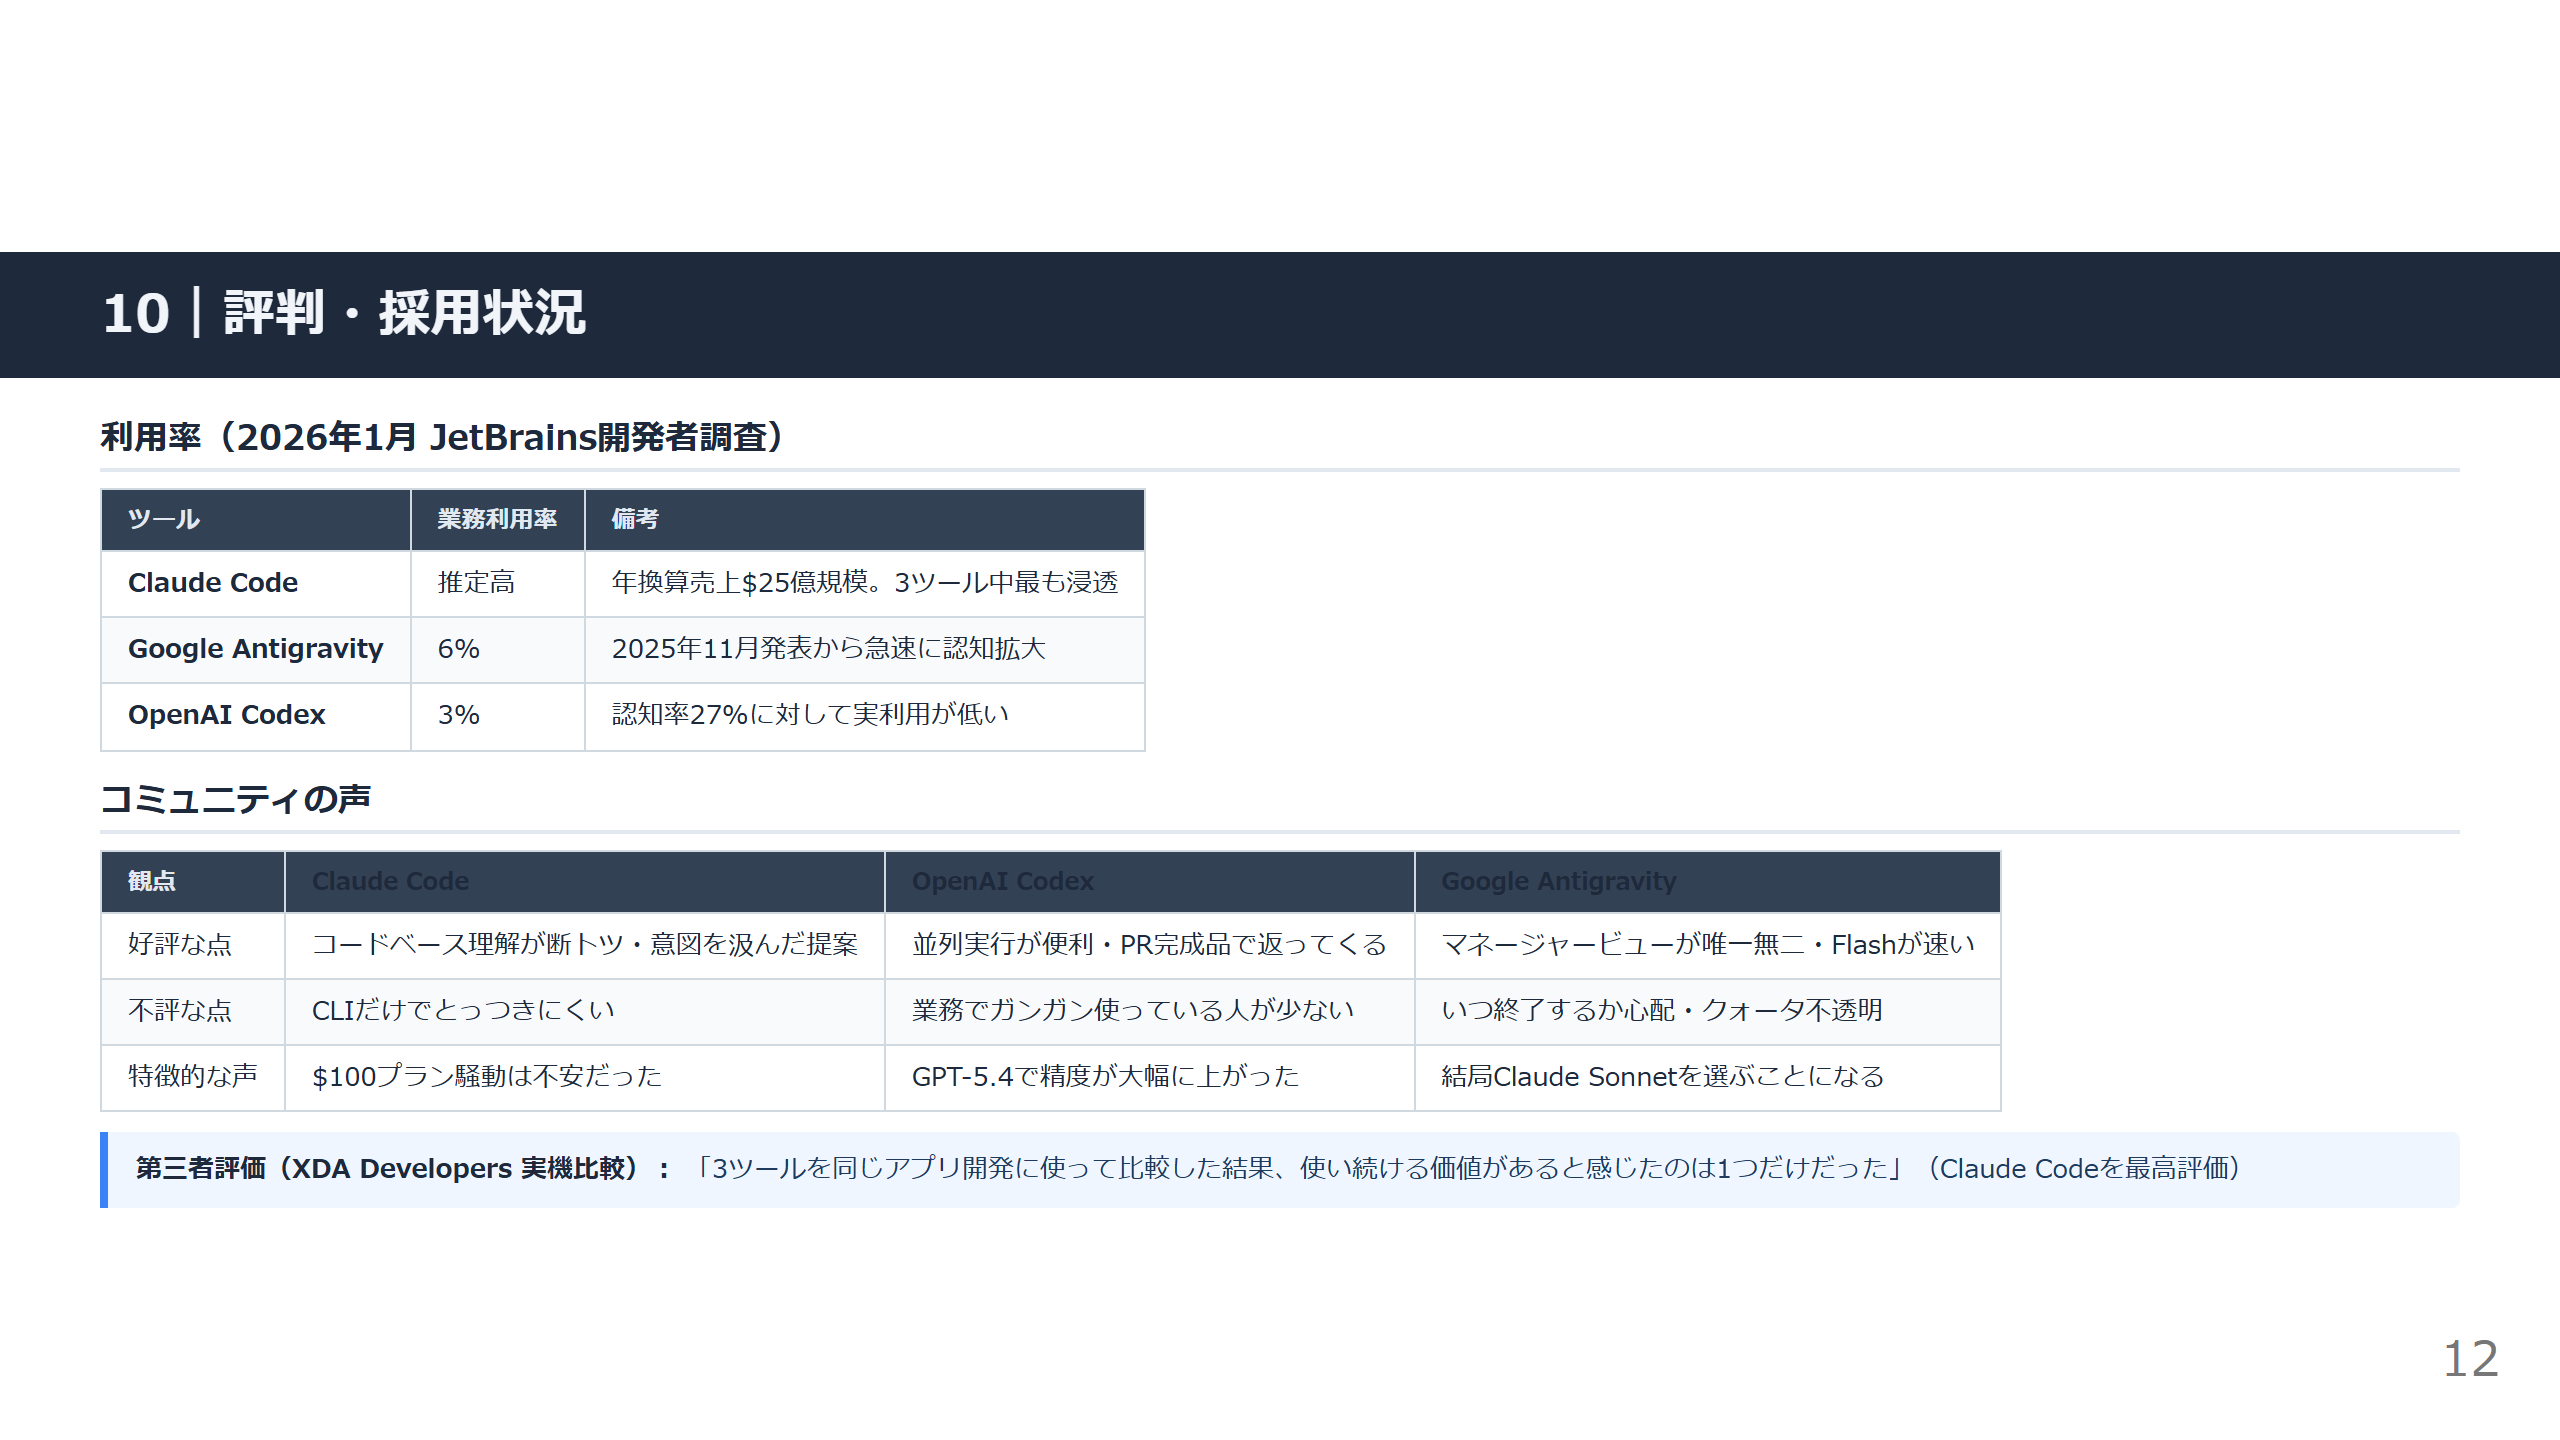 10｜評判・採用状況
利用率（2026年1月 JetBrains開発者調査）
ツール 業務利用率 備考
Claude Code 推定高 年換算売上$25億規模。3ツール中最も浸透
Google Antigravity 6% 2025年11月発表から急速に認知拡大
OpenAI Codex 3% 認知率27%に対して実利用が低い
コミュニティの声
観点 Claude Code OpenAI Codex Google Antigravity
好評な点 コードベース理解が断トツ・意図を汲んだ提案 並列実行が便利・PR完成品で返ってくる マネージャービューが唯一無二・Flashが速い
不評な点 CLIだけでとっつきにくい 業務でガンガン使っている人が少ない いつ終了するか心配・クォータ不透明
特徴的な声 $100プラン騒動は不安だった GPT-5.4で精度が大幅に上がった 結局Claude Sonnetを選ぶことになる
第三者評価（XDA Developers 実機比較）： 「3ツールを同じアプリ開発に使って比較した結果、使い続ける価値があると感じたのは1つだけだった」（Claude Codeを最高評価）
12